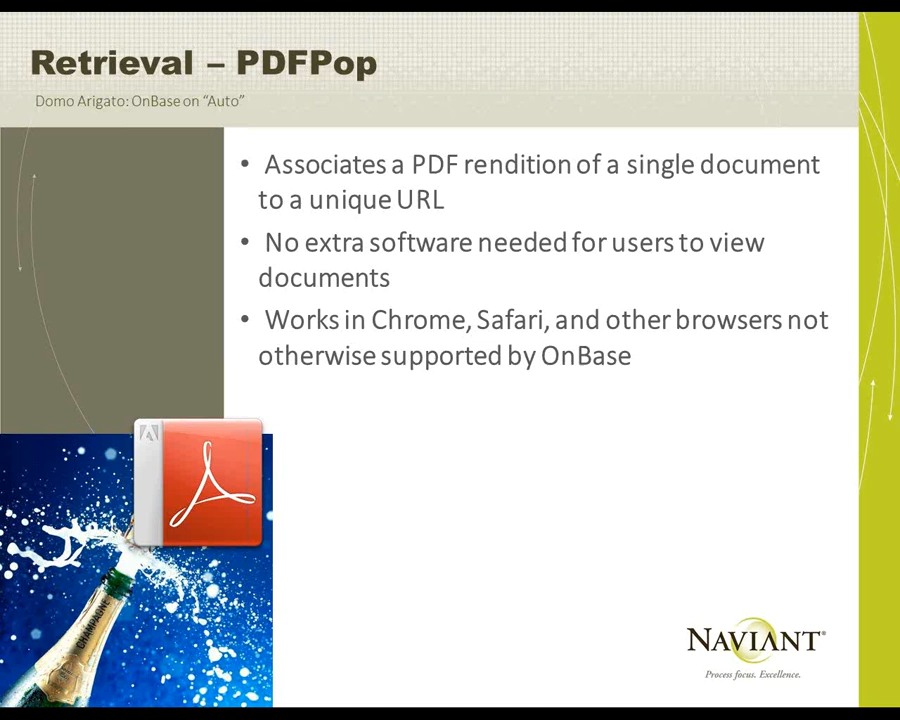 Retrieval – PDFPop
Domo Arigato: OnBase on “Auto”
• Associates a PDF rendition of a single document
to a unique URL
• No extra software needed for users to view
documents
• Works in Chrome, Safari, and other browsers not
otherwise supported by OnBase
CHAMPAGNE
NAVIANT®
Process focus. Excellence.